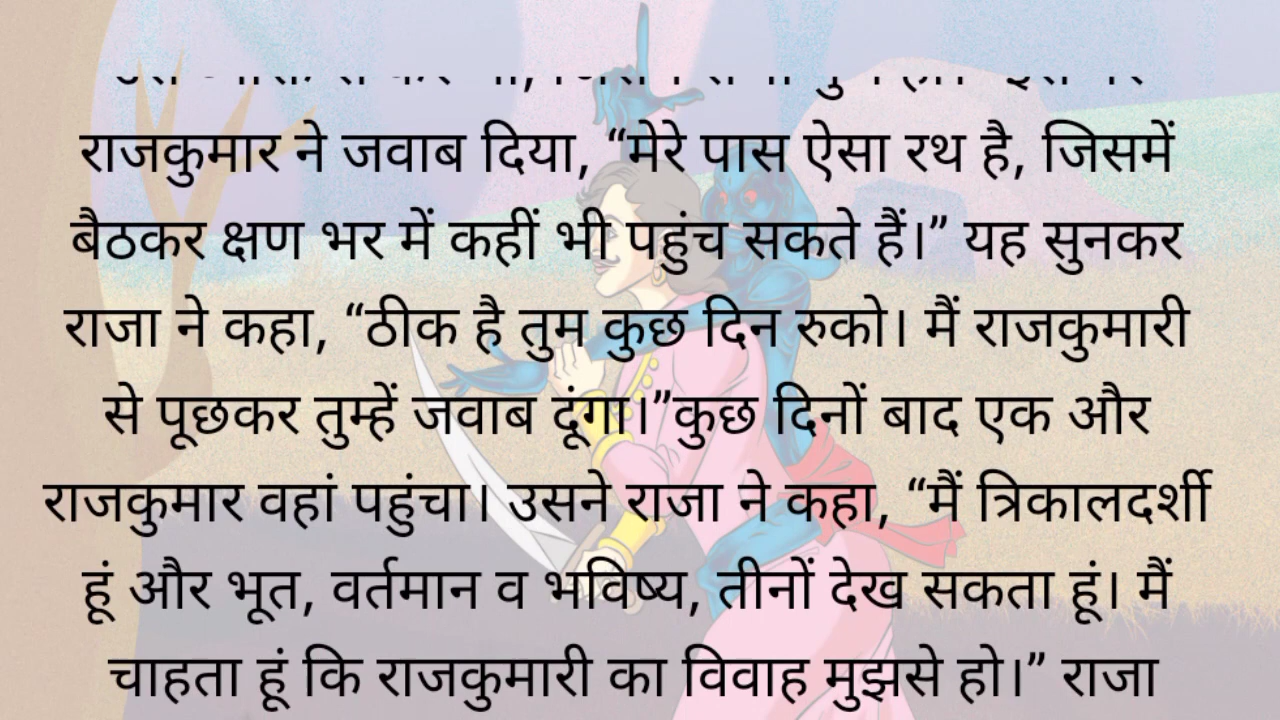 राजकुमार ने जवाब दिया, “मेरे पास ऐसा रथ है, जिसमें
बैठकर क्षण भर में कहीं भी पहुंच सकते हैं।” यह सुनकर
राजा ने कहा, “ठीक है तुम कुछ दिन रुको। मैं राजकुमारी
से पूछकर तुम्हें जवाब दूंगा।”कुछ दिनों बाद एक और
राजकुमार वहां पहुंचा। उसने राजा ने कहा, “मैं त्रिकालदर्शी
हूं और भूत, वर्तमान व भविष्य, तीनों देख सकता हूं। मैं
चाहता हूं कि राजकुमारी का विवाह मुझसे हो।” राजा